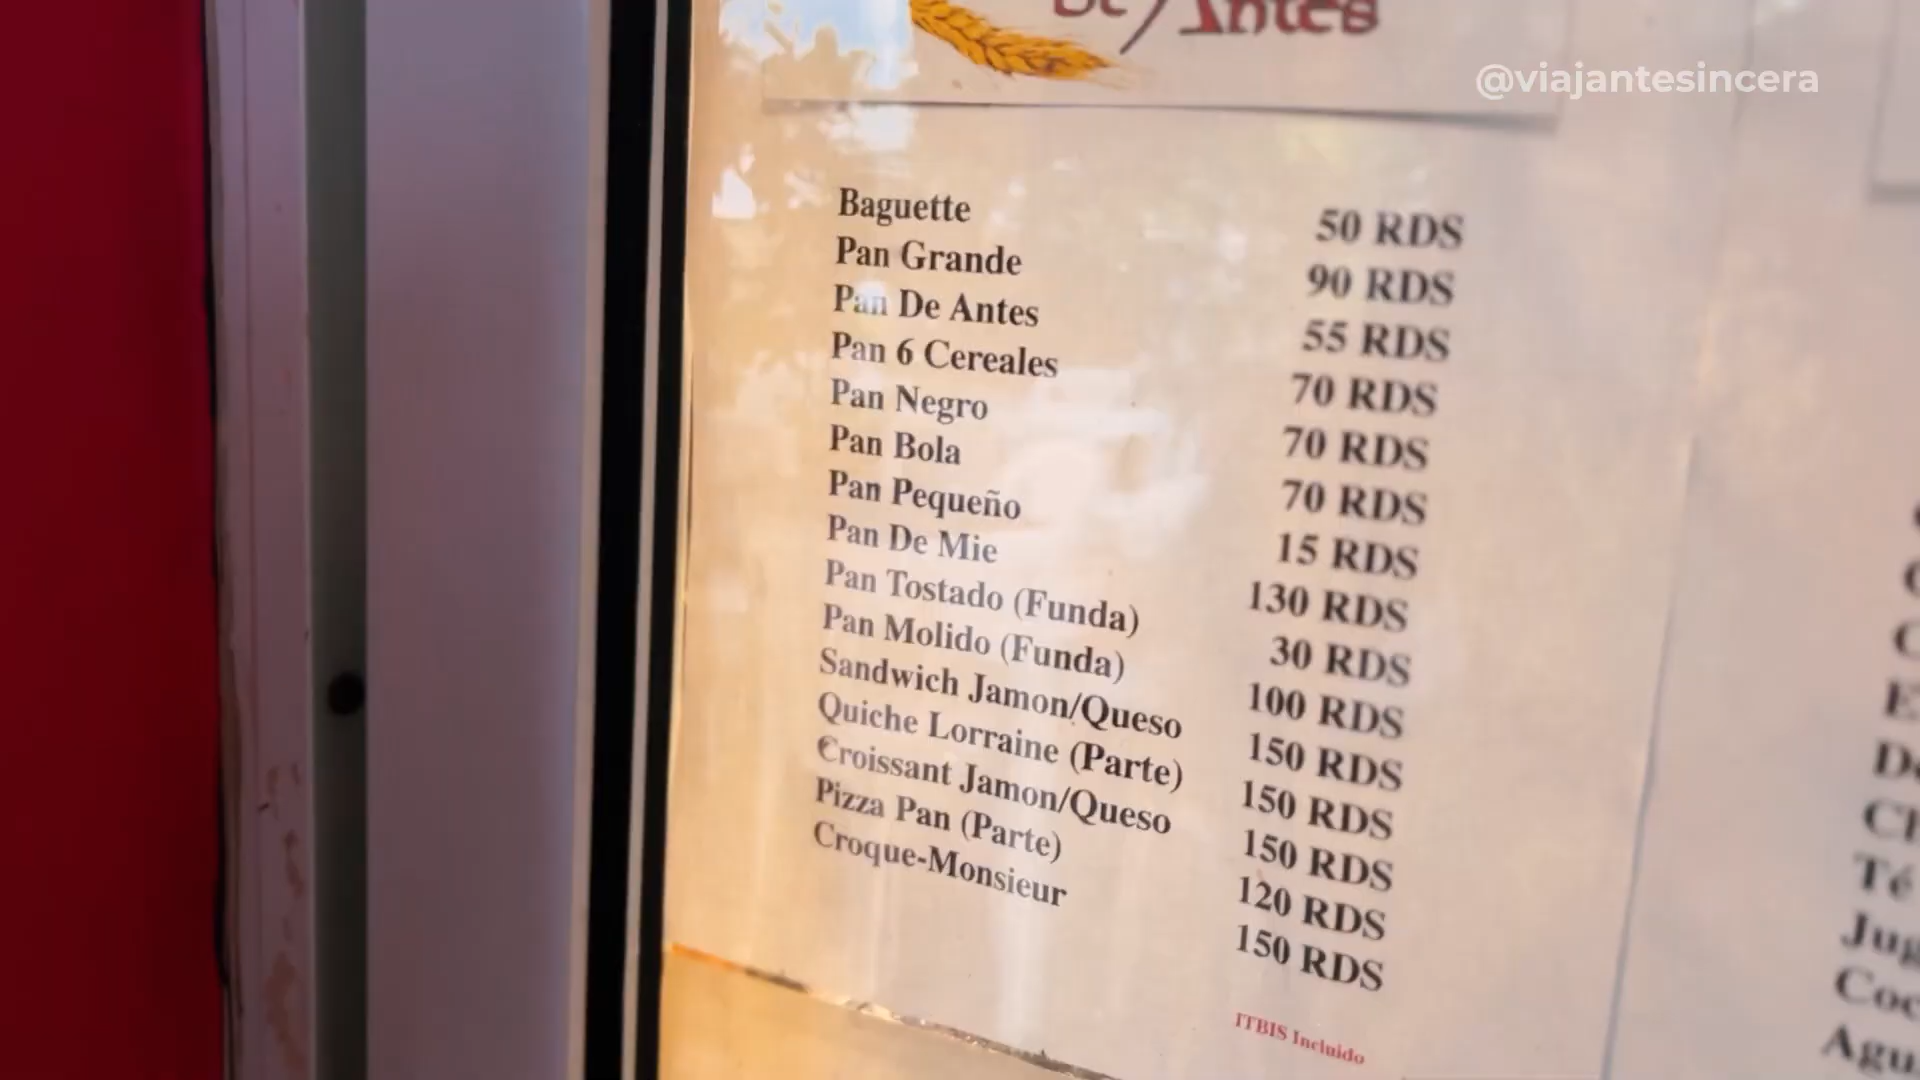 De Antes
@viajantesincera
Baguette 50 RDS
Pan Grande 90 RDS
Pan De Antes 55 RDS
Pan 6 Cereales 70 RDS
Pan Negro 70 RDS
Pan Bola 70 RDS
Pan Pequeño 15 RDS
Pan De Mie 130 RDS
Pan Tostado (Funda) 30 RDS
Pan Molido (Funda) 100 RDS
Sandwich Jamon/Queso 150 RDS
Quiche Lorraine (Parte) 150 RDS
Croissant Jamon/Queso 150 RDS
Pizza Pan (Parte) 120 RDS
Croque-Monsieur 150 RDS
ITBIS Incluido
Té